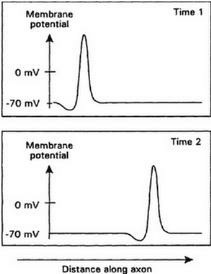 Membrane
potential
Time 1
0 mV
-70 mV
Membrane
potential
Time 2
0 mV
-70 mV
Distance along axon